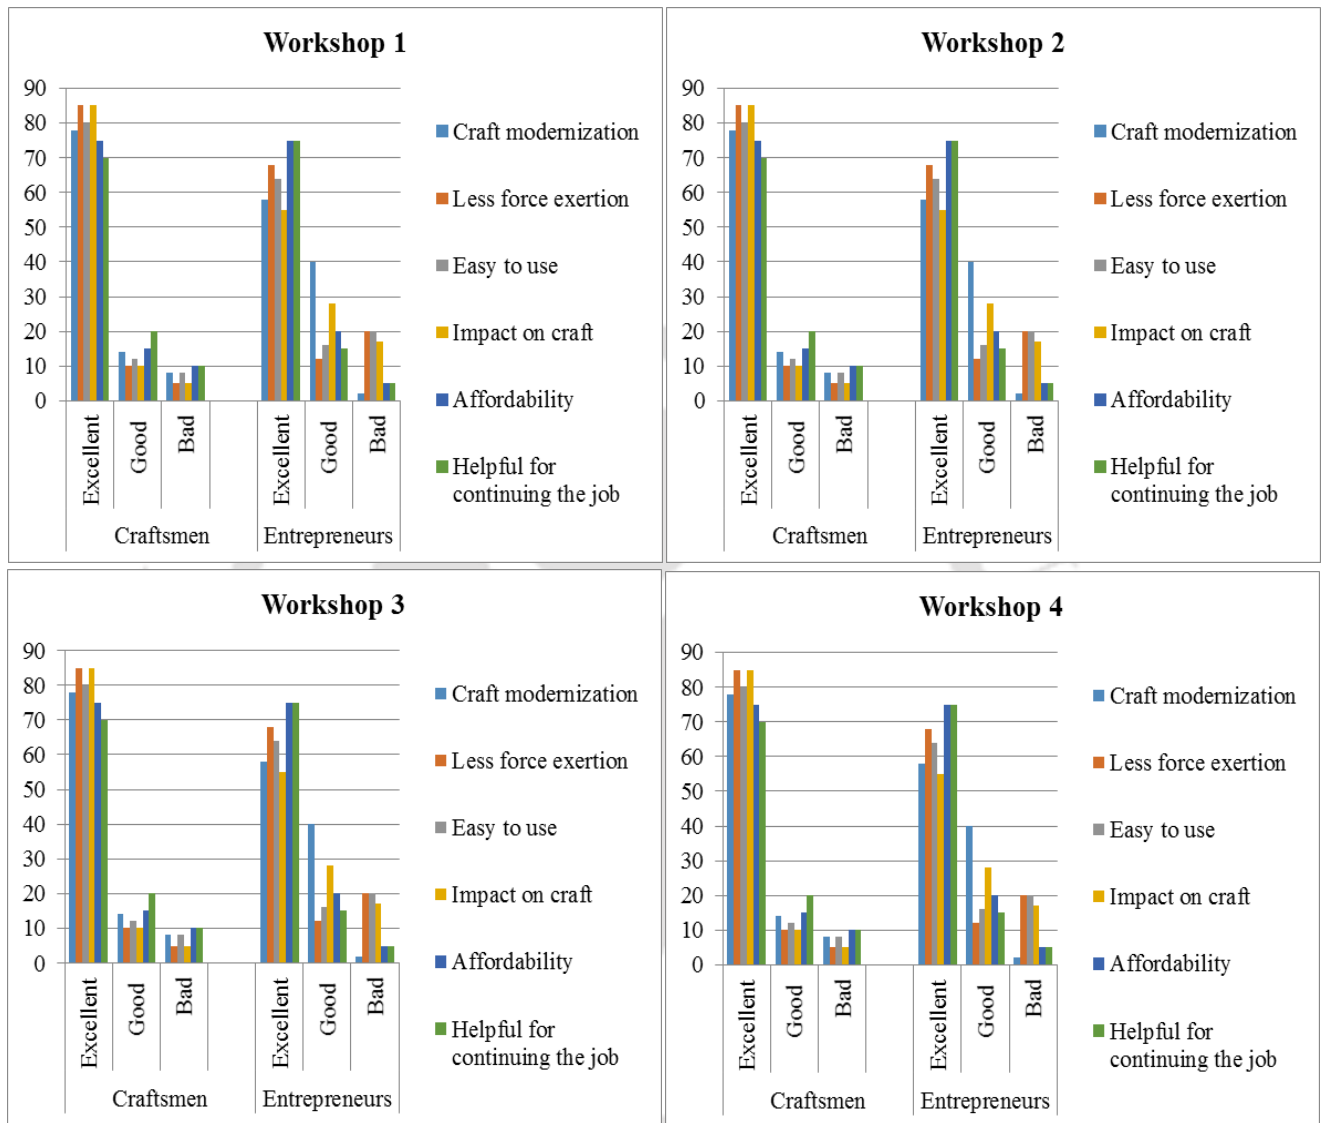 Workshop 1
90
80
70
60
50
40
30
20
10
0
Excellent
Good
Bad
Excellent
Good
Bad
Craftsmen
Entrepreneurs
Craft modernization
Less force exertion
Easy to use
Impact on craft
Affordability
Helpful for
continuing the job
Workshop 2
90
80
70
60
50
40
30
20
10
0
Excellent
Good
Bad
Excellent
Good
Bad
Craftsmen
Entrepreneurs
Craft modernization
Less force exertion
Easy to use
Impact on craft
Affordability
Helpful for
continuing the job
Workshop 3
90
80
70
60
50
40
30
20
10
0
Excellent
Good
Bad
Excellent
Good
Bad
Craftsmen
Entrepreneurs
Craft modernization
Less force exertion
Easy to use
Impact on craft
Affordability
Helpful for
continuing the job
Workshop 4
90
80
70
60
50
40
30
20
10
0
Excellent
Good
Bad
Excellent
Good
Bad
Craftsmen
Entrepreneurs
Craft modernization
Less force exertion
Easy to use
Impact on craft
Affordability
Helpful for
continuing the job